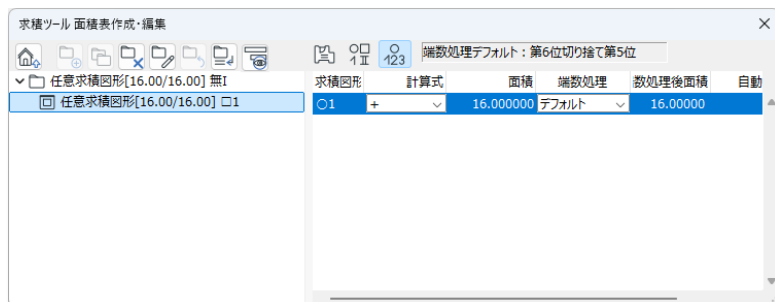 求積ツール 面積表作成・編集
端数処理デフォルト：第6位切り捨て第5位
任意求積図形[16.00/16.00] 無I
任意求積図形[16.00/16.00] □1
求積図形 計算式 面積 端数処理 数処理後面積 自動
○1 + 16.000000 デフォルト 16.00000